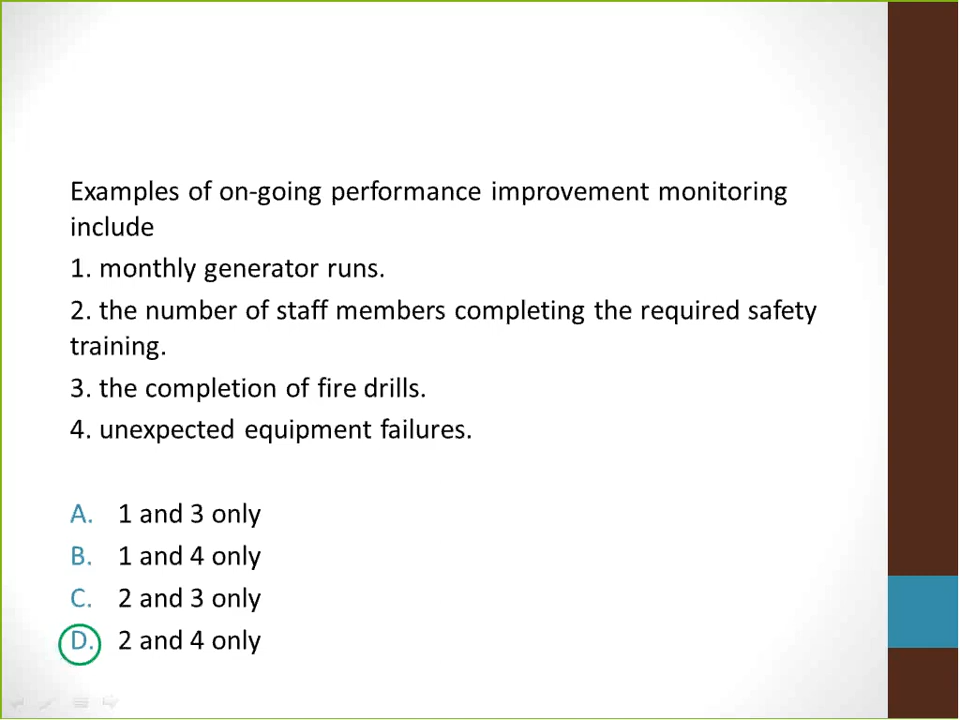 Examples of on-going performance improvement monitoring
include
1. monthly generator runs.
2. the number of staff members completing the required safety
training.
3. the completion of fire drills.
4. unexpected equipment failures.
A. 1 and 3 only
B. 1 and 4 only
C. 2 and 3 only
D. 2 and 4 only